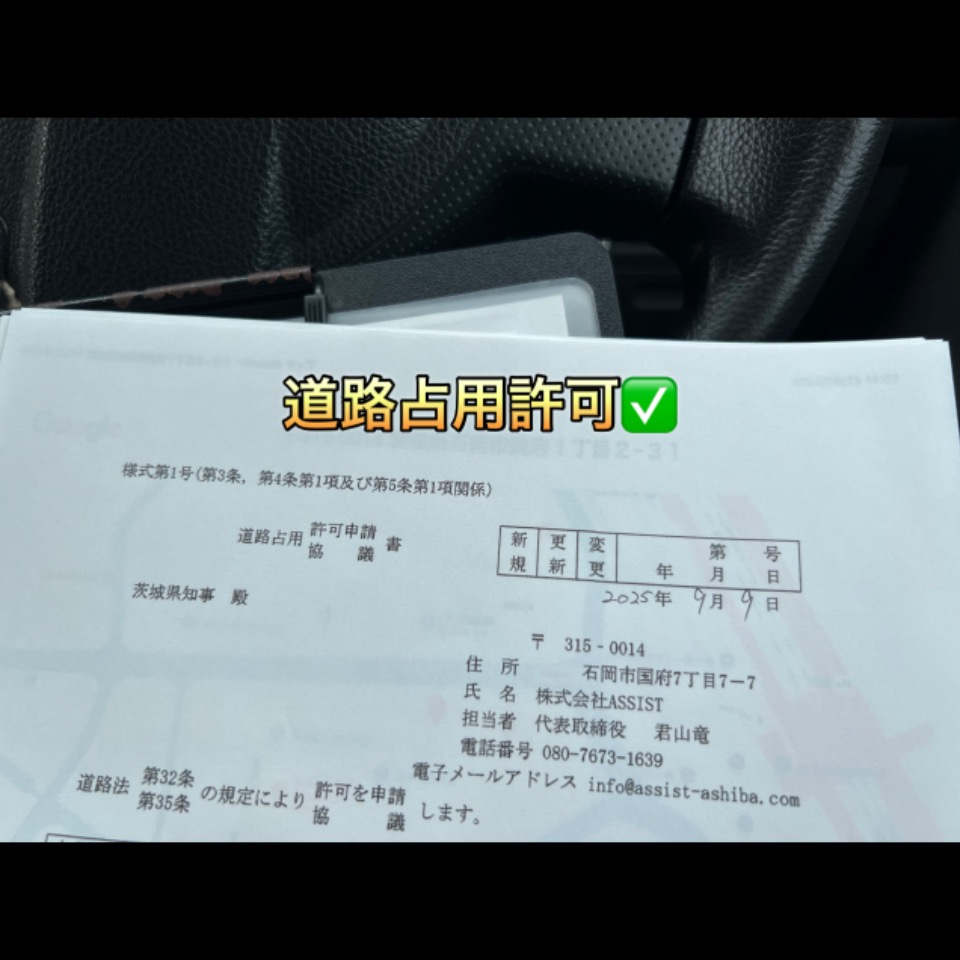 道路占用許可✅
様式第1号(第3条，第4条第1項及び第5条第1項関係)
道路占用 許可申請 書
協議
新規 更新 変更 第 号
年 月 日
茨城県知事 殿
2025年 9月 9日
〒 315-0014
住 所 石岡市国府7丁目7-7
氏 名 株式会社ASSIST
担当者 代表取締役 君山竜
電話番号 080-7673-1639
電子メールアドレス info@assist-ashiba.com
道路法 第32条 の規定により 許可を申請 します。
第35条 協議